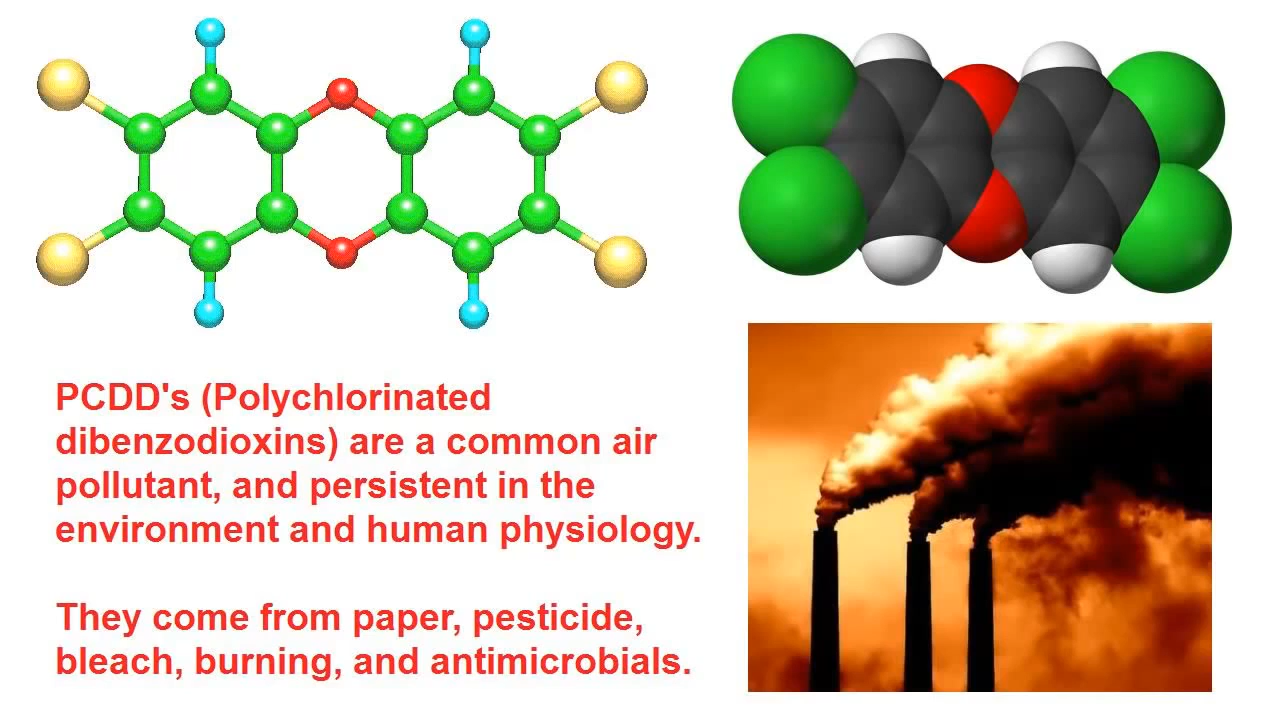 PCDD's (Polychlorinated
dibenzodioxins) are a common air
pollutant, and persistent in the
environment and human physiology.
They come from paper, pesticide,
bleach, burning, and antimicrobials.